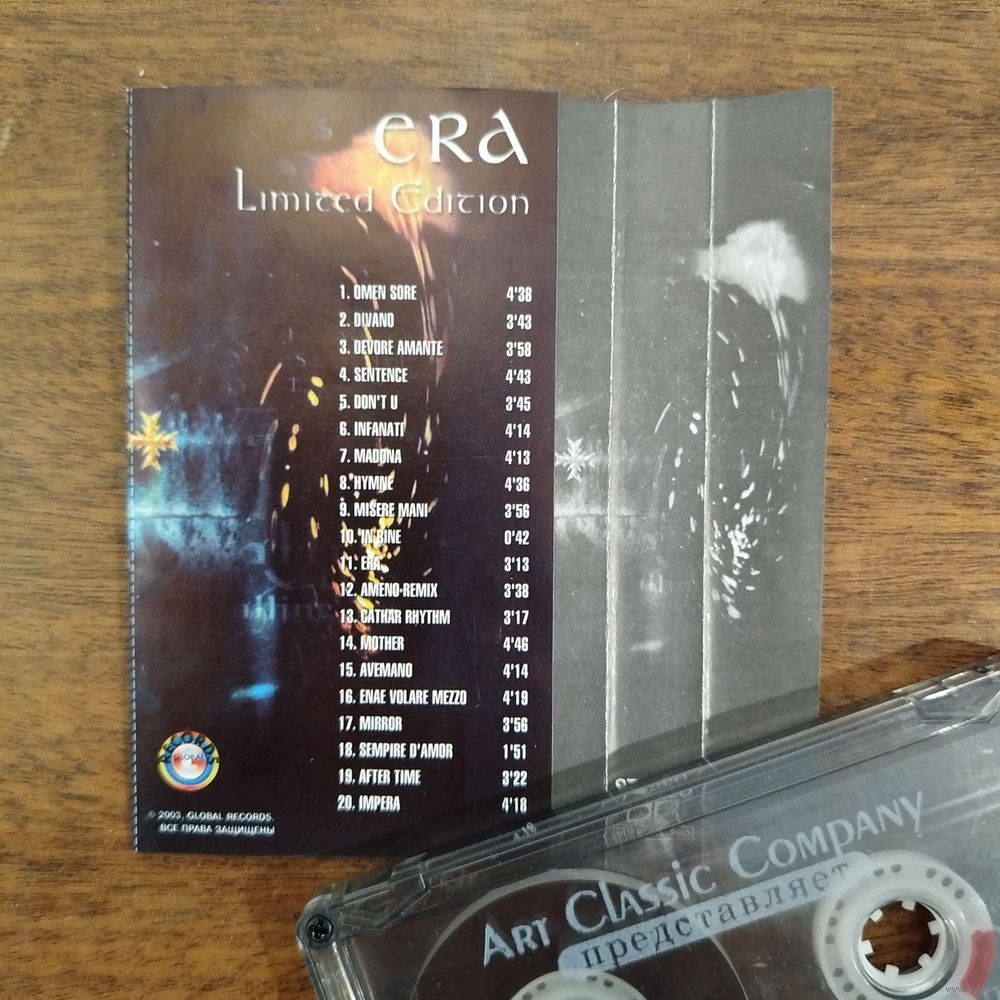 ERA
Limited Edition
1. OMEN SORE 4'38
2. DIVANO 3'43
3. DEVORE AMANTE 3'58
4. SENTENCE 4'43
5. DON'T U 3'45
6. INFANATI 4'14
7. MADONA 4'13
8. HYMNE 4'36
9. MISERE MANI 3'56
10. IN BINE 0'42
11. ERA 3'13
12. AMENO-REMIX 3'38
13. CATHAR RHYTHM 3'17
14. MOTHER 4'46
15. AVEMANO 4'14
16. ENAE VOLARE MEZZO 4'19
17. MIRROR 3'56
18. SEMPIRE D'AMOR 1'51
19. AFTER TIME 3'22
20. IMPERA 4'18
RECORDS
GLOBAL
© 2003, GLOBAL RECORDS.
ВСЕ ПРАВА ЗАЩИЩЕНЫ
ART CLASSIC COMPANY
представляет